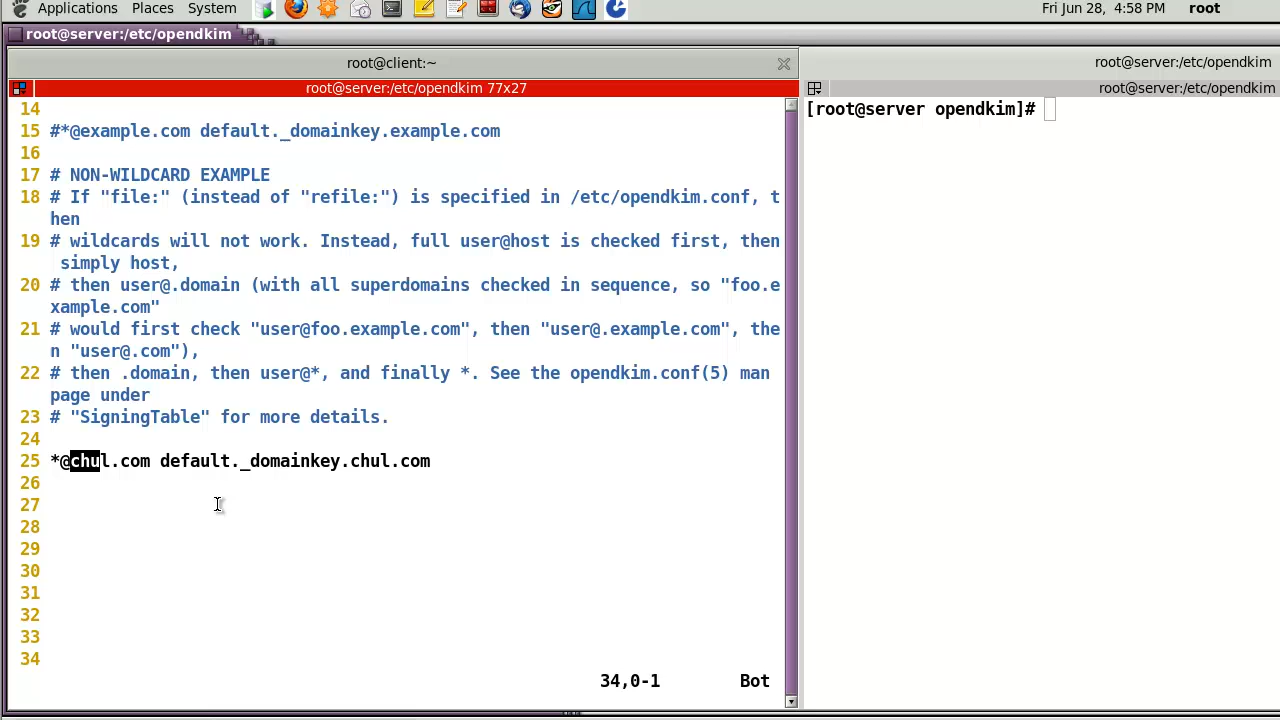 Applications Places System Fri Jun 28, 4:58 PM root
root@server:/etc/opendkim
root@client:~ root@server:/etc/opendkim
root@server:/etc/opendkim 77x27 root@server:/etc/opendkim
14
15 #*@example.com default._domainkey.example.com
16
17 # NON-WILDCARD EXAMPLE
18 # If "file:" (instead of "refile:") is specified in /etc/opendkim.conf, t
hen
19 # wildcards will not work. Instead, full user@host is checked first, then
simply host,
20 # then user@.domain (with all superdomains checked in sequence, so "foo.e
xample.com"
21 # would first check "user@foo.example.com", then "user@.example.com", the
n "user@.com"),
22 # then .domain, then user@*, and finally *. See the opendkim.conf(5) man
page under
23 # "SigningTable" for more details.
24
25 *@chul.com default._domainkey.chul.com
26
27
28
29
30
31
32
33
34
34,0-1 Bot
[root@server opendkim]#